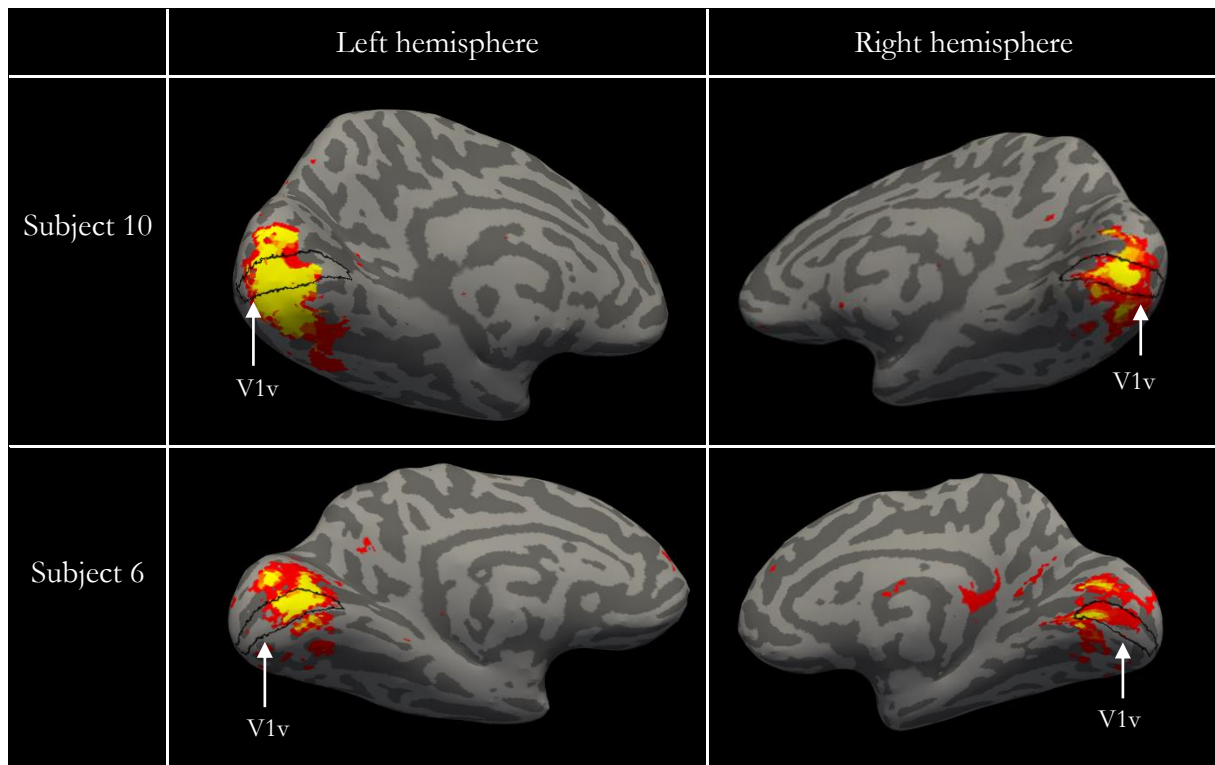 Left hemisphere
Right hemisphere
Subject 10
V1v
V1v
Subject 6
V1v
V1v